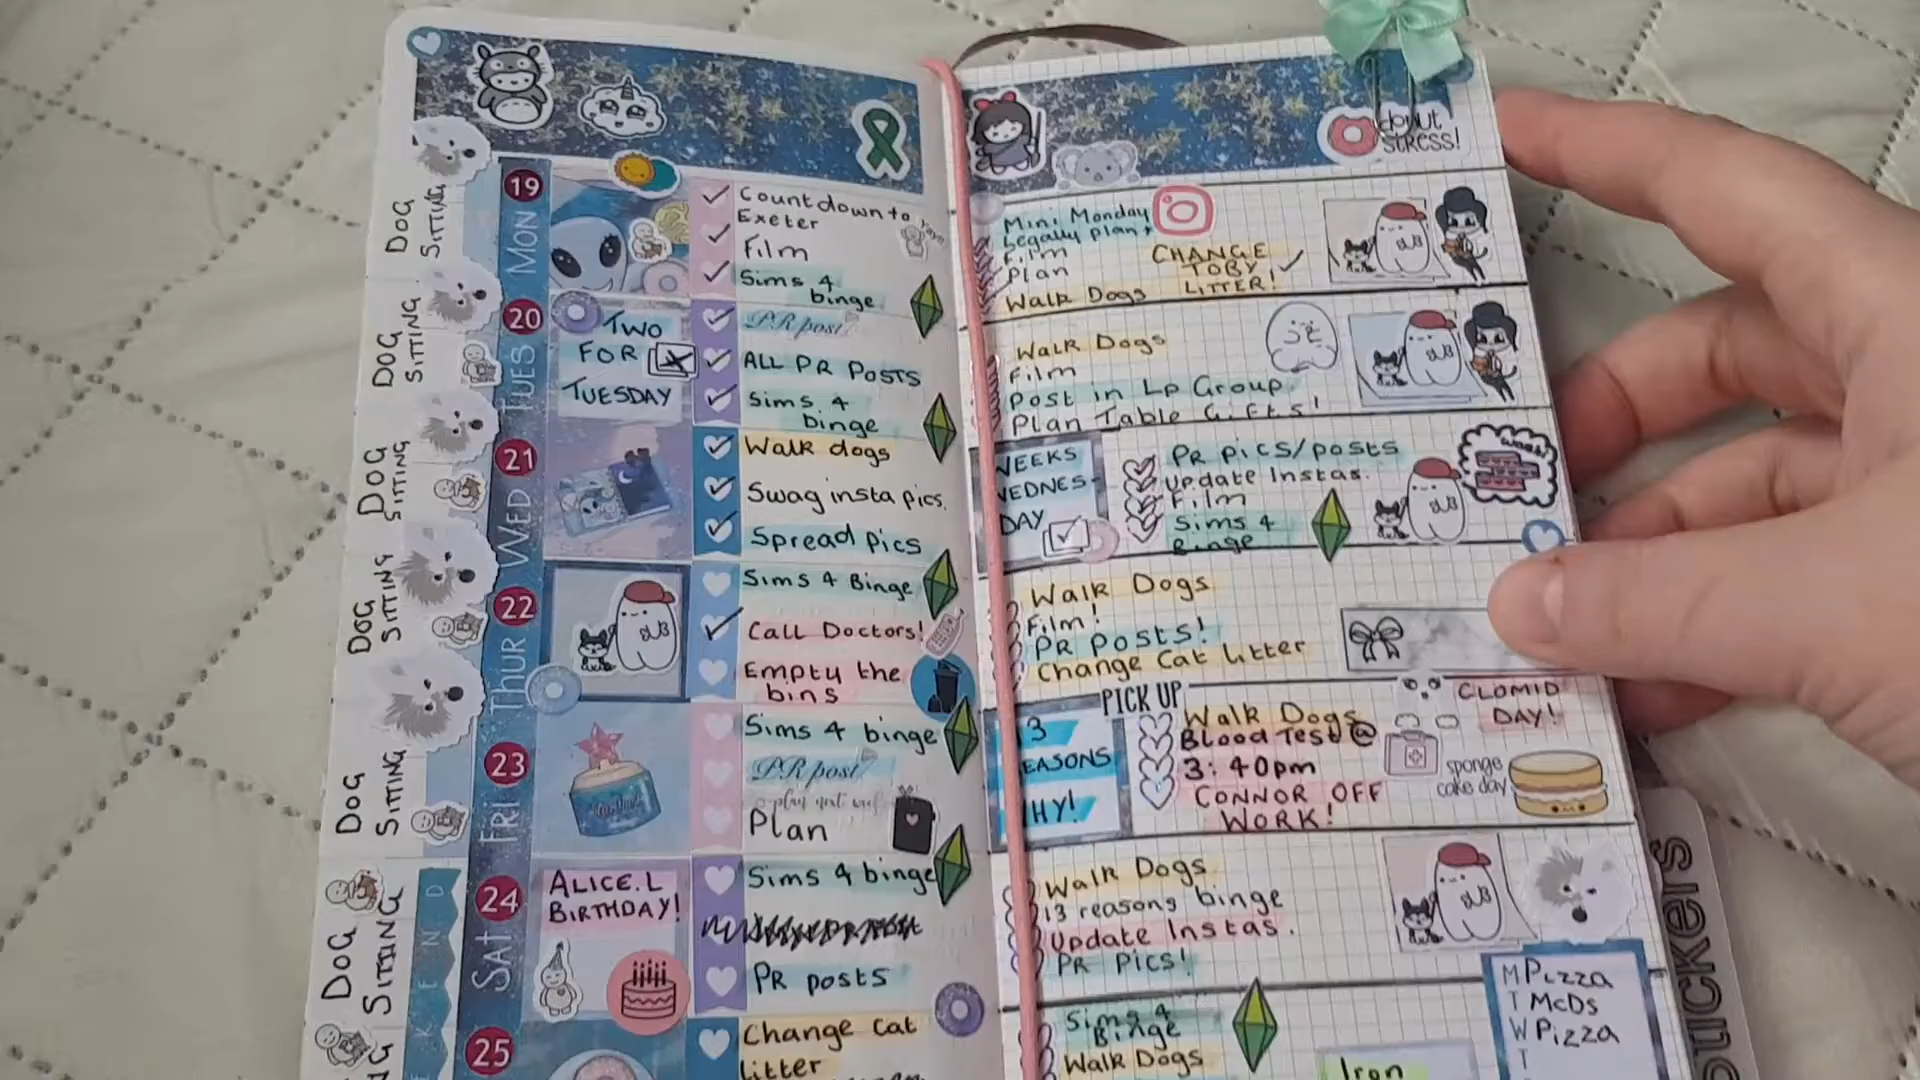 donut
STRESS!
DOG
SITTING
MON
19
Countdown to
Exeter
Film
Sims 4
binge
Mini Monday
Legally plan,
Film
Plan
Walk Dogs
CHANGE
TOBY
LITTER!
DOG
SITTING
TUES
20
TWO
FOR
TUESDAY
PR post
ALL PR POSTS
Sims 4
binge
Walk Dogs
Film
Post in LP Group
Plan Table Gifts!
DOG
SITTING
WED
21
Walk dogs
Swag insta pics.
Spread pics
WEEKS
WEDNES-
DAY
PR pics/posts
Update Instas.
Film
Sims 4
Binge
DOG
SITTING
THUR
22
Sims 4 Binge
Call Doctors!
Empty the
bins
Walk Dogs
Film!
PR posts!
Change Cat litter
DOG
SITTING
FRI
23
Sims 4 binge
PR post
Plan
3
EASONS
WHY!
PICK UP
Walk Dogs
Blood Test @
3:40pm
CONNOR OFF
WORK!
CLOMID
DAY!
sponge
cake day
DOG
SITTING
SAT
24
ALICE.L
BIRTHDAY!
Sims 4 binge
PR posts
Walk Dogs
13 reasons binge
Update Instas.
PR Pics!
25
Change Cat
litter
Sims 4
Binge
Walk Dogs
Iron
M Pizza
T McDs
W Pizza
T